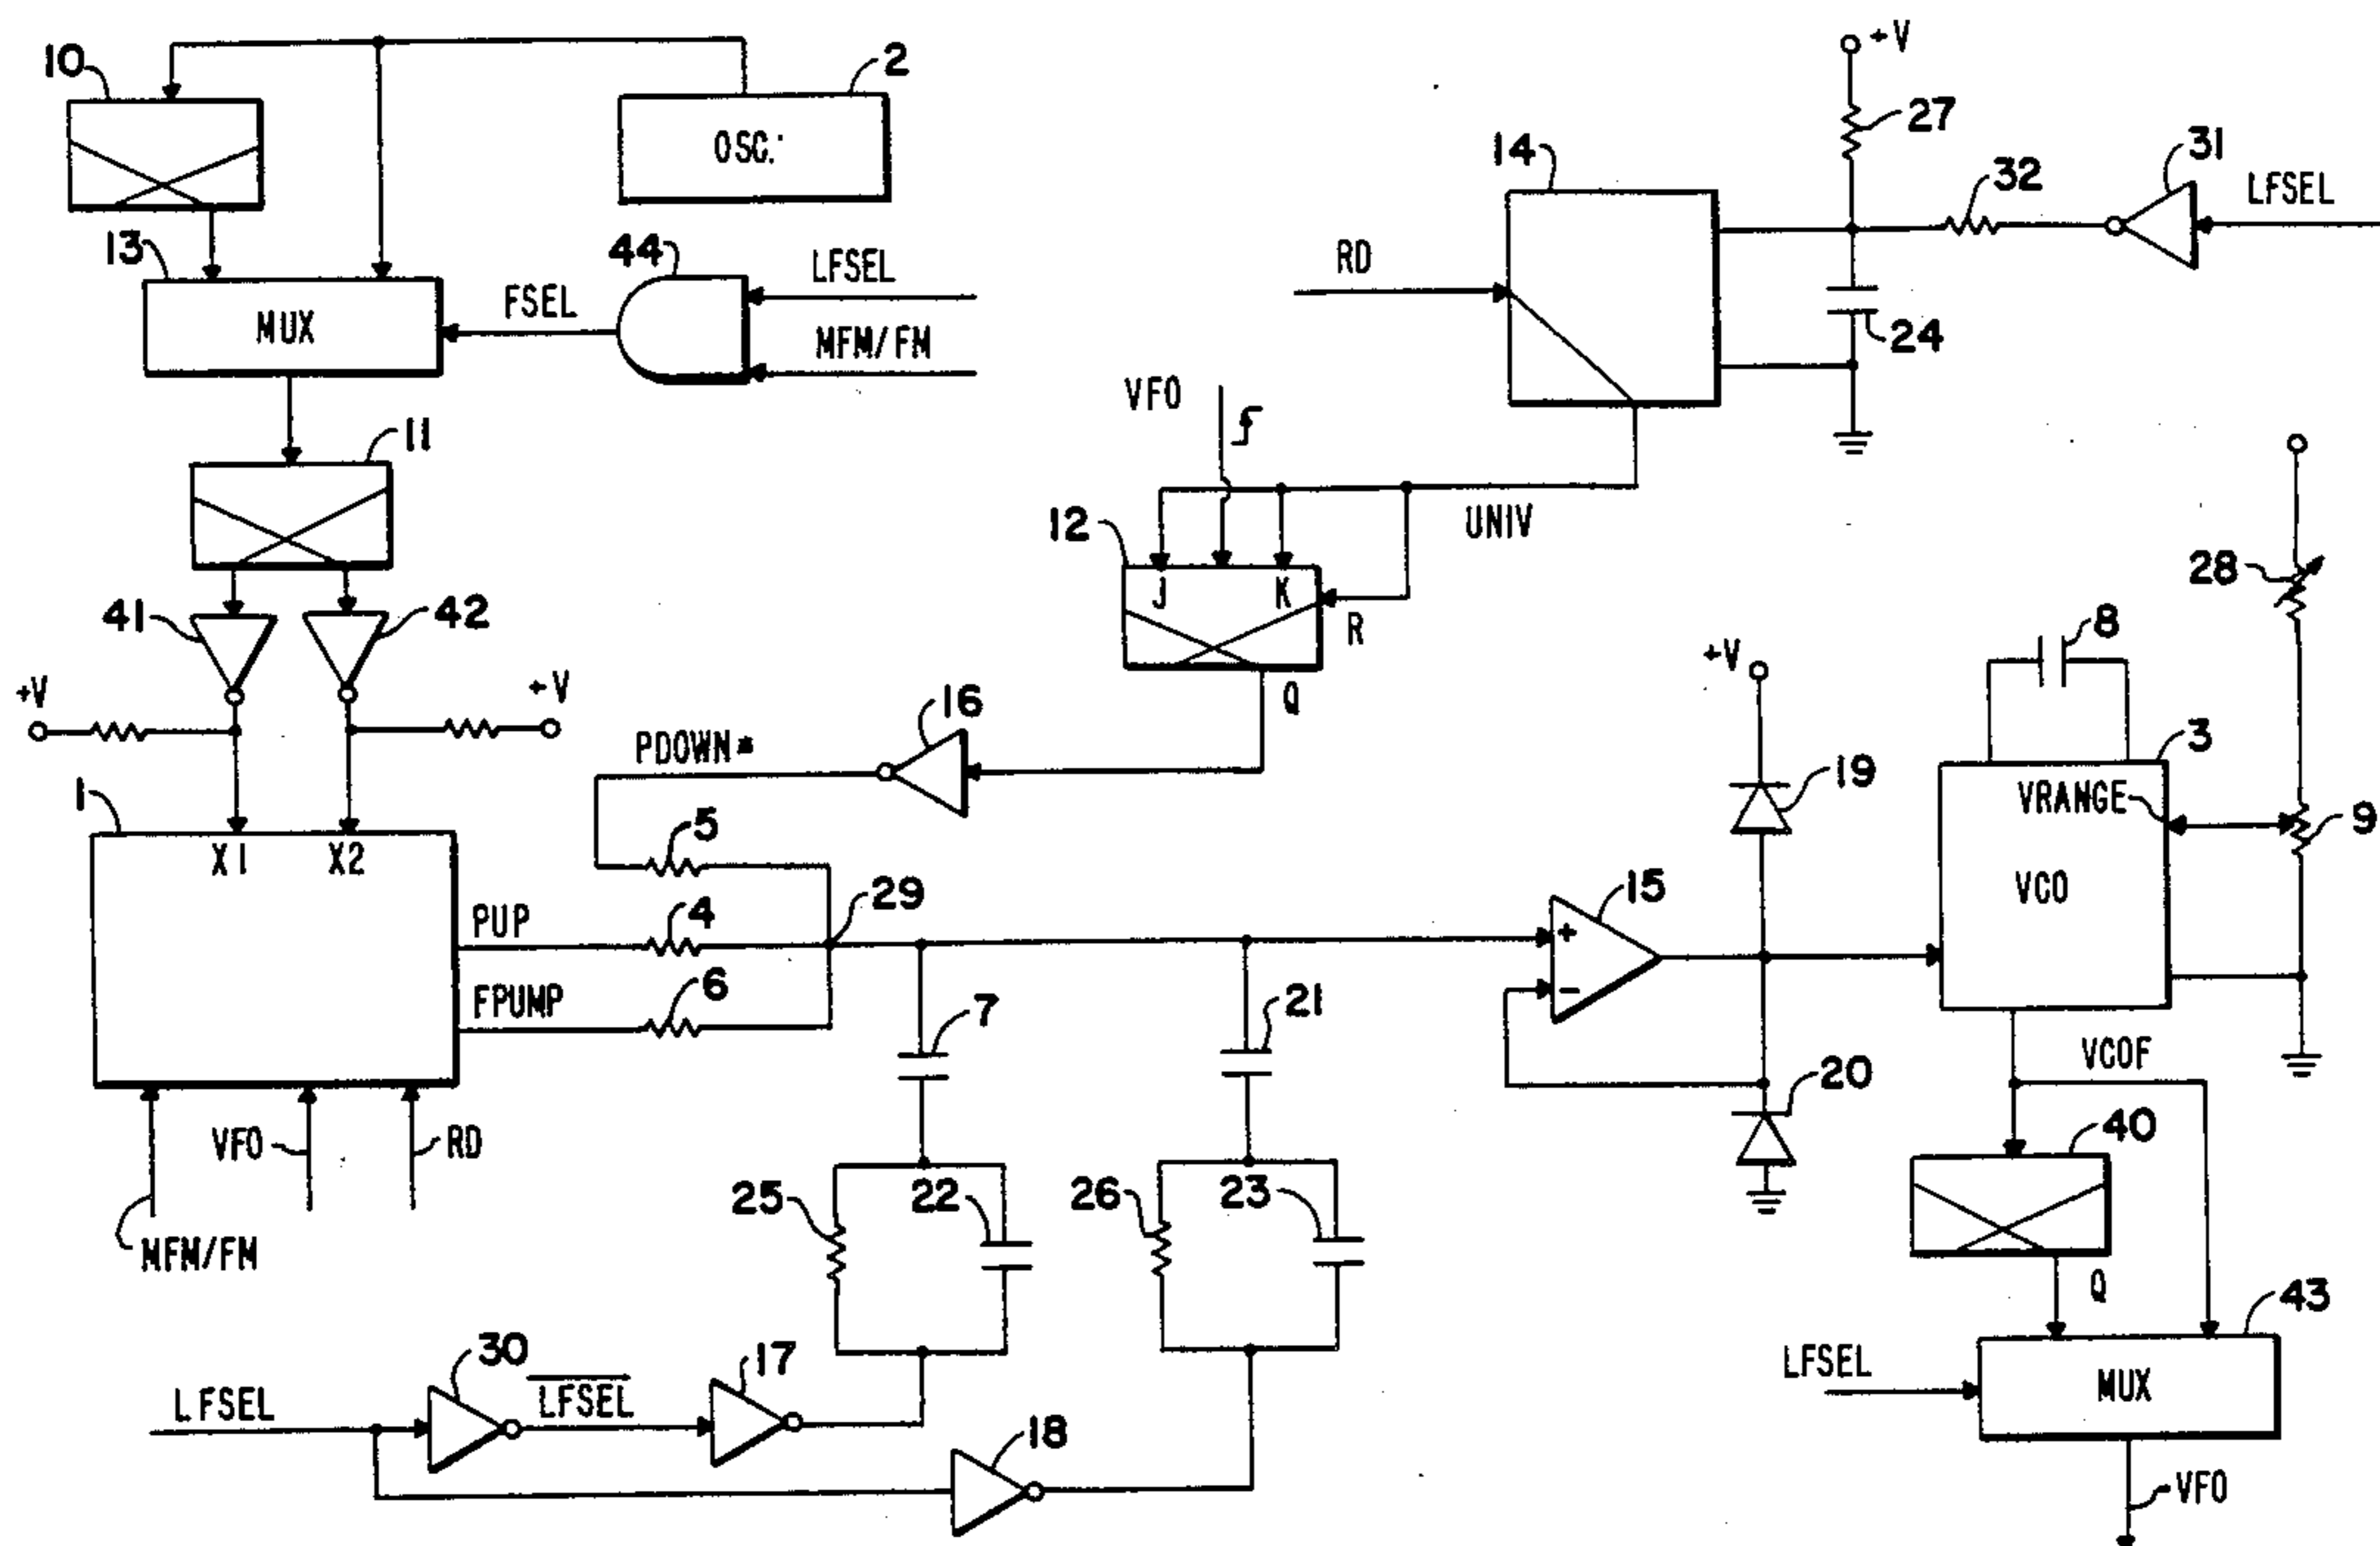 +V
10
2
27
OSC.
14
31
32
LFSEL
13
44
LFSEL
RD
FSEL
MUX
MFM/FM
24
VFO
11
12
UNIV
28
J K
R
41
42
8
+V
Q
+V
+V
16
3
PDOWN*
19
1
VRANGE
5
9
X1 X2
29
15
VCO
4
PUP
+
6
FPUMP
-
7
21
VCOF
20
40
VFO
RD
25
22
26
23
MFM/FM
Q
43
30
17
LFSEL
LFSEL
LFSEL
MUX
18
VFO